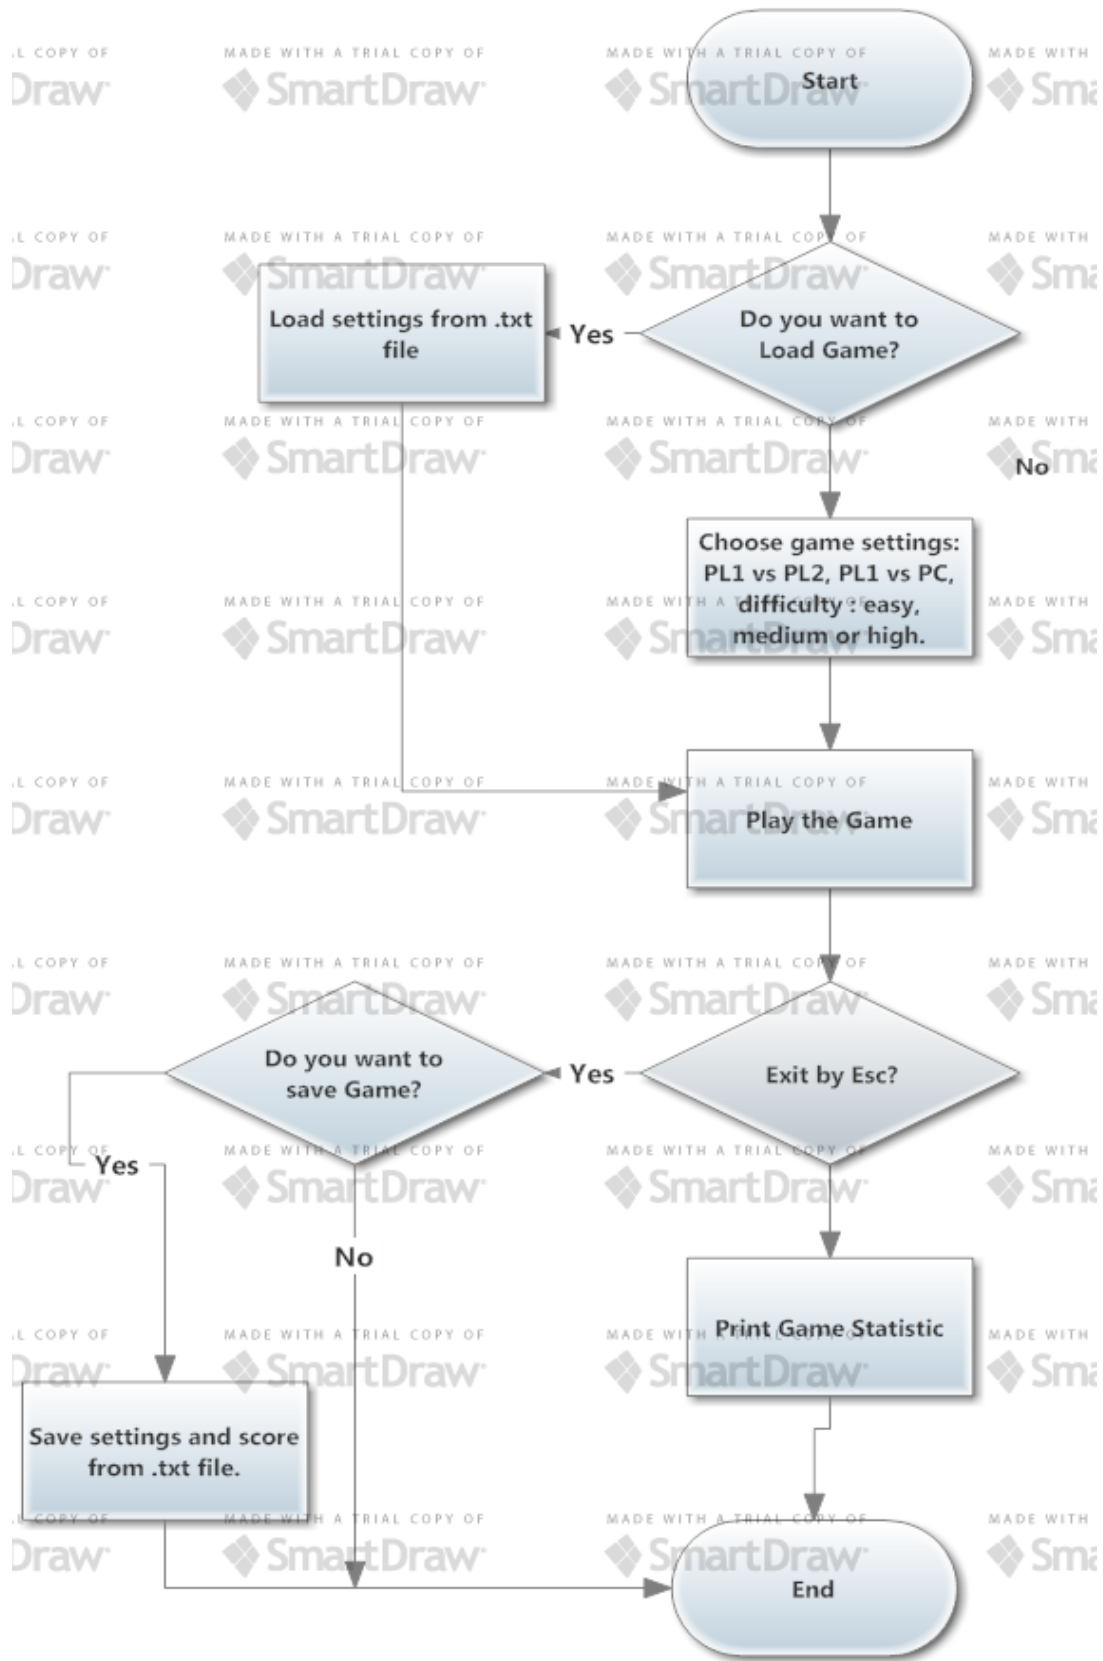 MADE WITH A TRIAL COPY OF
SmartDraw
Start
Do you want to
Load Game?
Yes
Load settings from .txt
file
No
Choose game settings:
PL1 vs PL2, PL1 vs PC,
difficulty : easy,
medium or high.
Play the Game
Exit by Esc?
Yes
Do you want to
save Game?
Yes
No
Print Game Statistic
Save settings and score
from .txt file.
End